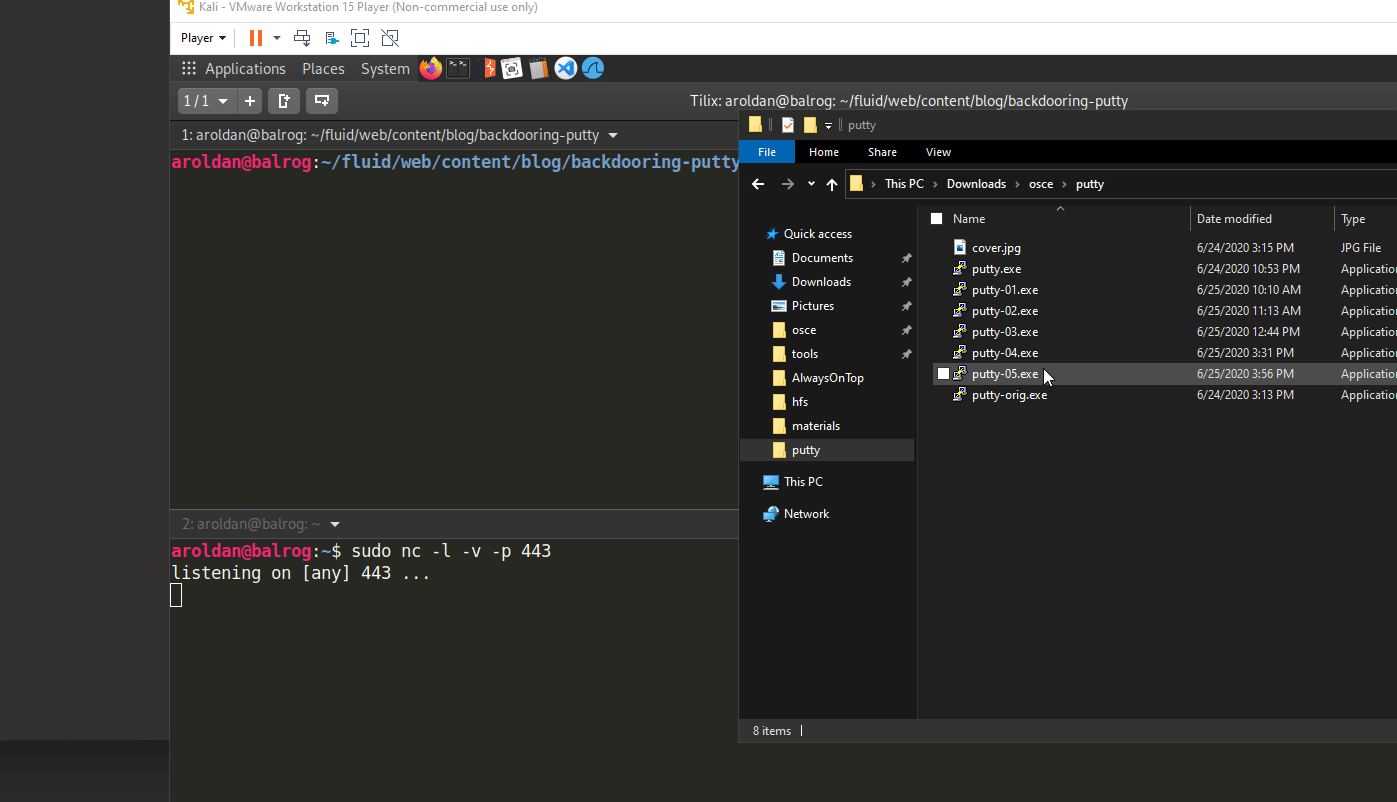 Kali - VMware Workstation 15 Player (Non-commercial use only)
Player
Applications Places System
1 / 1
Tilix: aroldan@balrog: ~/fluid/web/content/blog/backdooring-putty
1: aroldan@balrog: ~/fluid/web/content/blog/backdooring-putty
aroldan@balrog:~/fluid/web/content/blog/backdooring-putty
2: aroldan@balrog: ~
aroldan@balrog:~$ sudo nc -l -v -p 443
listening on [any] 443 ...
putty
File Home Share View
This PC › Downloads › osce › putty
Quick access
Documents
Downloads
Pictures
osce
tools
AlwaysOnTop
hfs
materials
putty
This PC
Network
Name Date modified Type
cover.jpg 6/24/2020 3:15 PM JPG File
putty.exe 6/24/2020 10:53 PM Applicatio
putty-01.exe 6/25/2020 10:10 AM Applicatio
putty-02.exe 6/25/2020 11:13 AM Applicatio
putty-03.exe 6/25/2020 12:44 PM Applicatio
putty-04.exe 6/25/2020 3:31 PM Applicatio
putty-05.exe 6/25/2020 3:56 PM Applicatio
putty-orig.exe 6/24/2020 3:13 PM Applicatio
8 items